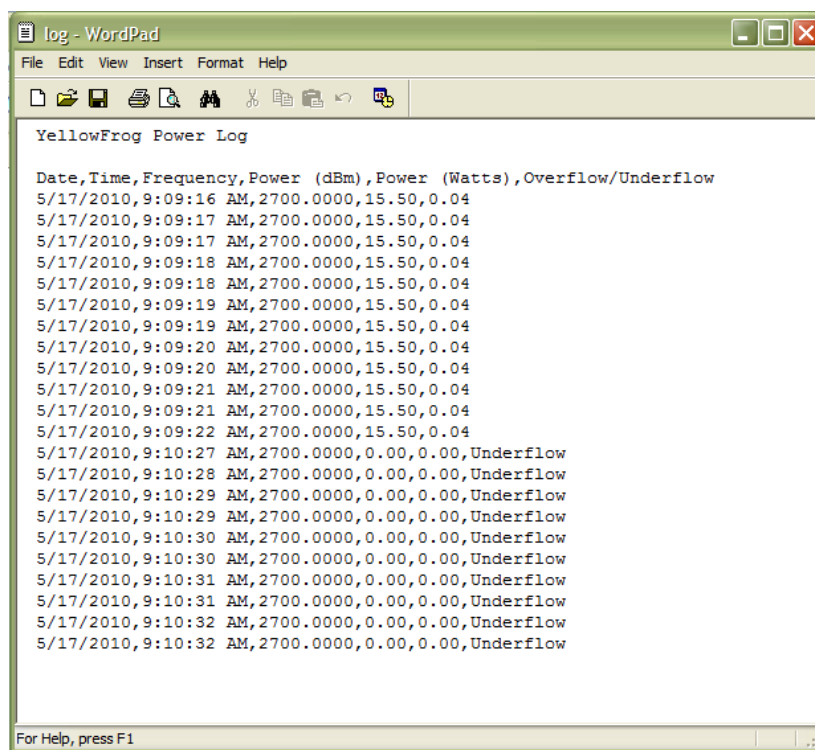 log - WordPad
File Edit View Insert Format Help
YellowFrog Power Log
Date,Time,Frequency,Power (dBm),Power (Watts),Overflow/Underflow
5/17/2010,9:09:16 AM,2700.0000,15.50,0.04
5/17/2010,9:09:17 AM,2700.0000,15.50,0.04
5/17/2010,9:09:17 AM,2700.0000,15.50,0.04
5/17/2010,9:09:18 AM,2700.0000,15.50,0.04
5/17/2010,9:09:18 AM,2700.0000,15.50,0.04
5/17/2010,9:09:19 AM,2700.0000,15.50,0.04
5/17/2010,9:09:19 AM,2700.0000,15.50,0.04
5/17/2010,9:09:20 AM,2700.0000,15.50,0.04
5/17/2010,9:09:20 AM,2700.0000,15.50,0.04
5/17/2010,9:09:21 AM,2700.0000,15.50,0.04
5/17/2010,9:09:21 AM,2700.0000,15.50,0.04
5/17/2010,9:09:22 AM,2700.0000,15.50,0.04
5/17/2010,9:10:27 AM,2700.0000,0.00,0.00,Underflow
5/17/2010,9:10:28 AM,2700.0000,0.00,0.00,Underflow
5/17/2010,9:10:29 AM,2700.0000,0.00,0.00,Underflow
5/17/2010,9:10:29 AM,2700.0000,0.00,0.00,Underflow
5/17/2010,9:10:30 AM,2700.0000,0.00,0.00,Underflow
5/17/2010,9:10:30 AM,2700.0000,0.00,0.00,Underflow
5/17/2010,9:10:31 AM,2700.0000,0.00,0.00,Underflow
5/17/2010,9:10:31 AM,2700.0000,0.00,0.00,Underflow
5/17/2010,9:10:32 AM,2700.0000,0.00,0.00,Underflow
5/17/2010,9:10:32 AM,2700.0000,0.00,0.00,Underflow
For Help, press F1